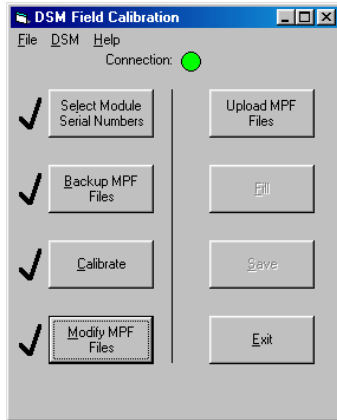 DSM Field Calibration
File DSM Help
Connection:
Select Module
Serial Numbers
Backup MPF
Files
Calibrate
Modify MPF
Files
Upload MPF
Files
Fill
Save
Exit